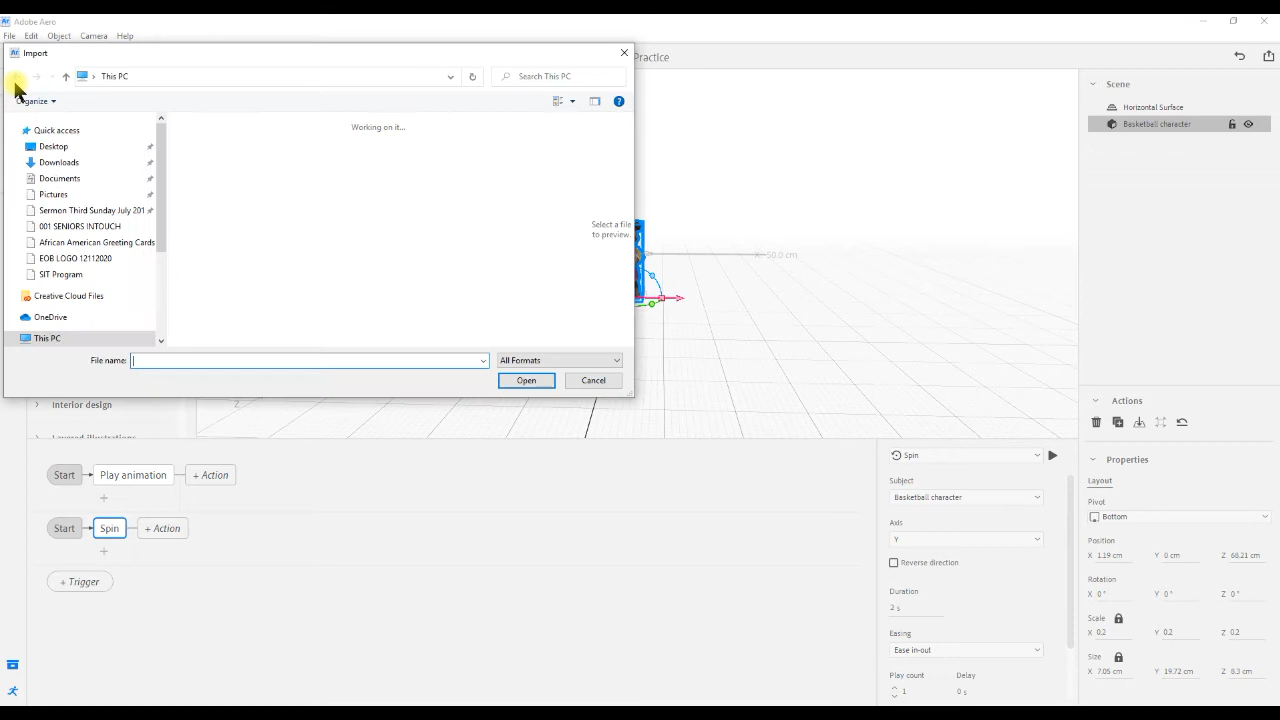 Adobe Aero
File Edit Object Camera Help
Import
Practice
This PC
Search This PC
Organize
Scene
Horizontal Surface
Basketball character
Quick access
Desktop
Downloads
Documents
Pictures
Sermon Third Sunday July 201
001 SENIORS INTOUCH
African American Greeting Cards
EOB LOGO 12112020
SIT Program
Creative Cloud Files
OneDrive
This PC
Working on it...
Select a file
to preview.
X: -50.0 cm
File name:
All Formats
Open Cancel
Interior design
Layered illustrations
Z
Start Play animation + Action
+
Start Spin + Action
+
+ Trigger
Spin
Subject
Basketball character
Axis
Y
Reverse direction
Duration
2 s
Easing
Ease in-out
Play count Delay
1 0 s
Actions
Properties
Layout
Pivot
Bottom
Position
X 1.19 cm Y 0 cm Z 68.21 cm
Rotation
X 0° Y 0° Z 0°
Scale
X 0.2 Y 0.2 Z 0.2
Size
X 7.05 cm Y 19.72 cm Z 8.3 cm